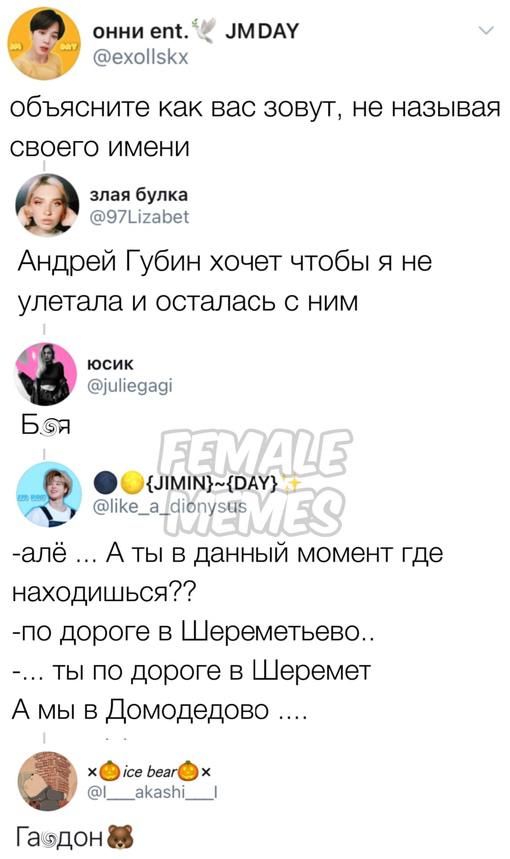 онни ent.🕊 JMDAY
@exollskx
объясните как вас зовут, не называя
своего имени
злая булка
@97Lizabet
Андрей Губин хочет чтобы я не
улетала и осталась с ним
юсик
@juliegagi
Б🌀я
FEMALE
MEMES
🌑🌕{JIMIN}~{DAY}✨
@like_a_dionysus
-алё ... А ты в данный момент где
находишься??
-по дороге в Шереметьево..
-... ты по дороге в Шеремет
А мы в Домодедово ....
×🎃ice bear🎃×
@l___akashi___l
Га🌀дон🐻